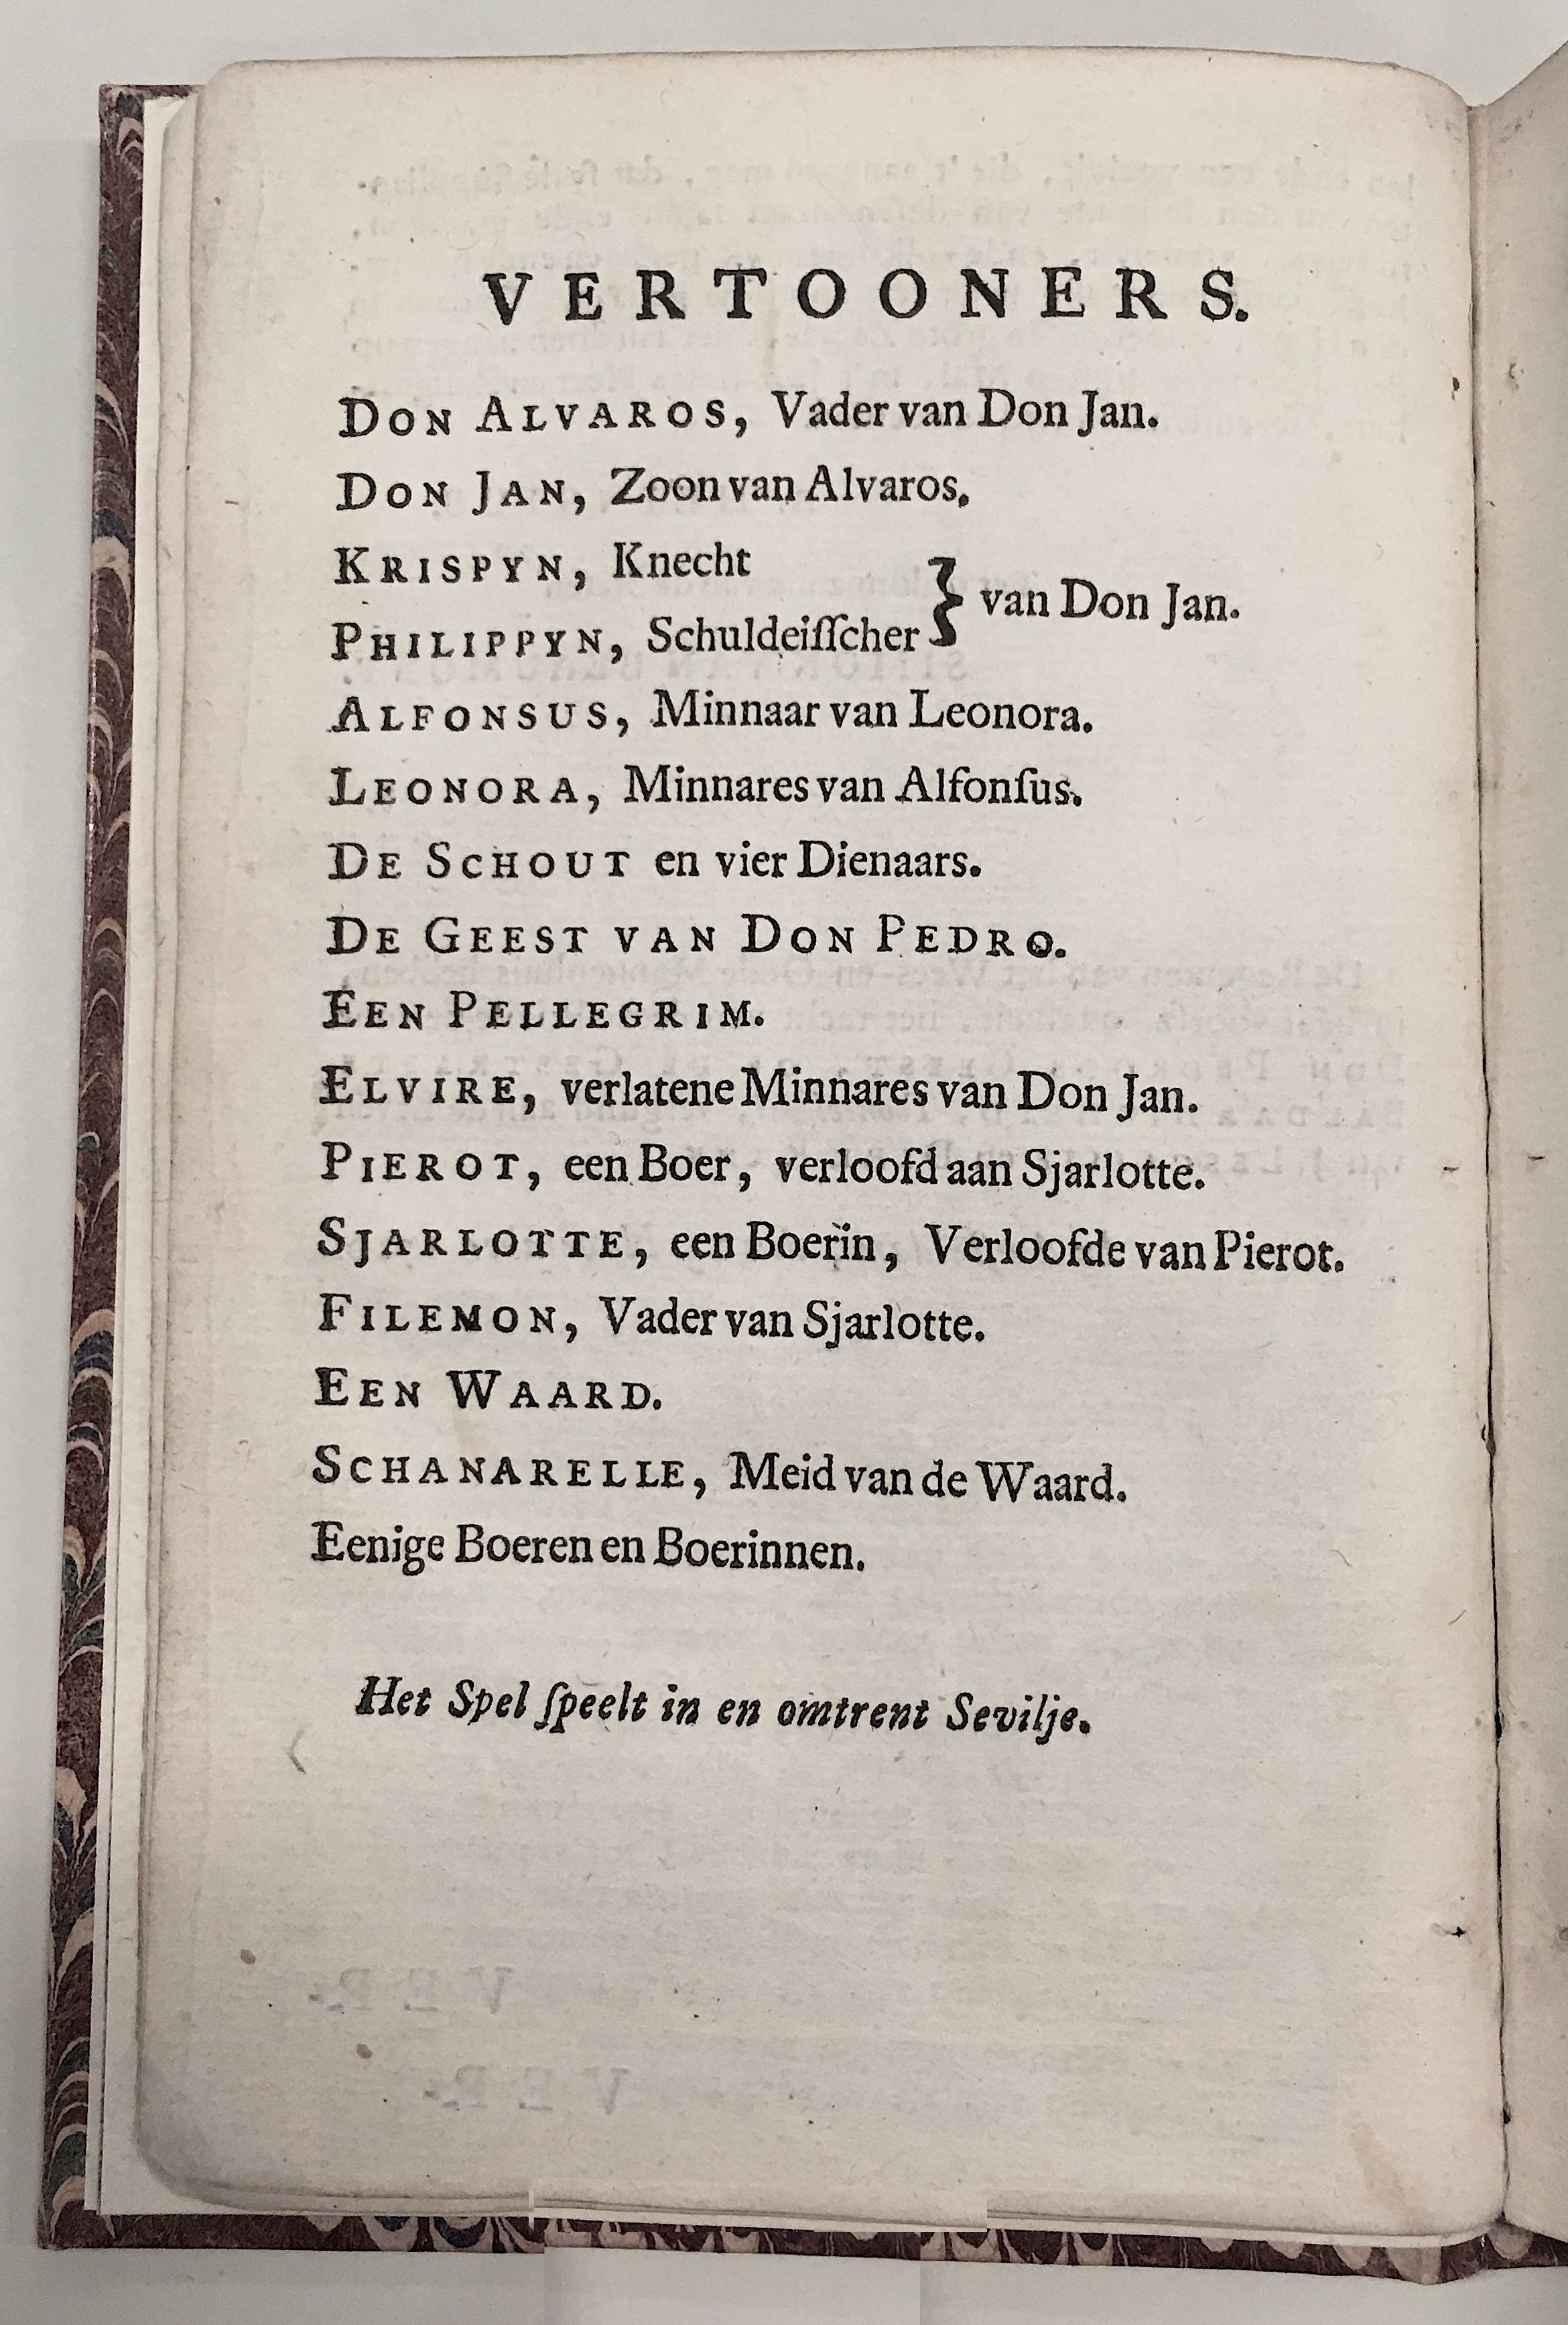 VERTOONERS.
DON ALVAROS, Vader van Don Jan.
DON JAN, Zoon van Alvaros.
KRISPYN, Knecht
PHILIPPYN, Schuldeiſſcher } van Don Jan.
ALFONSUS, Minnaar van Leonora.
LEONORA, Minnares van Alfonſus.
DE SCHOUT en vier Dienaars.
DE GEEST VAN DON PEDRO.
EEN PELLEGRIM.
ELVIRE, verlatene Minnares van Don Jan.
PIEROT, een Boer, verloofd aan Sjarlotte.
SJARLOTTE, een Boerin, Verloofde van Pierot.
FILEMON, Vader van Sjarlotte.
EEN WAARD.
SCHANARELLE, Meid van de Waard.
Eenige Boeren en Boerinnen.
Het Spel ſpeelt in en omtrent Sevilje.